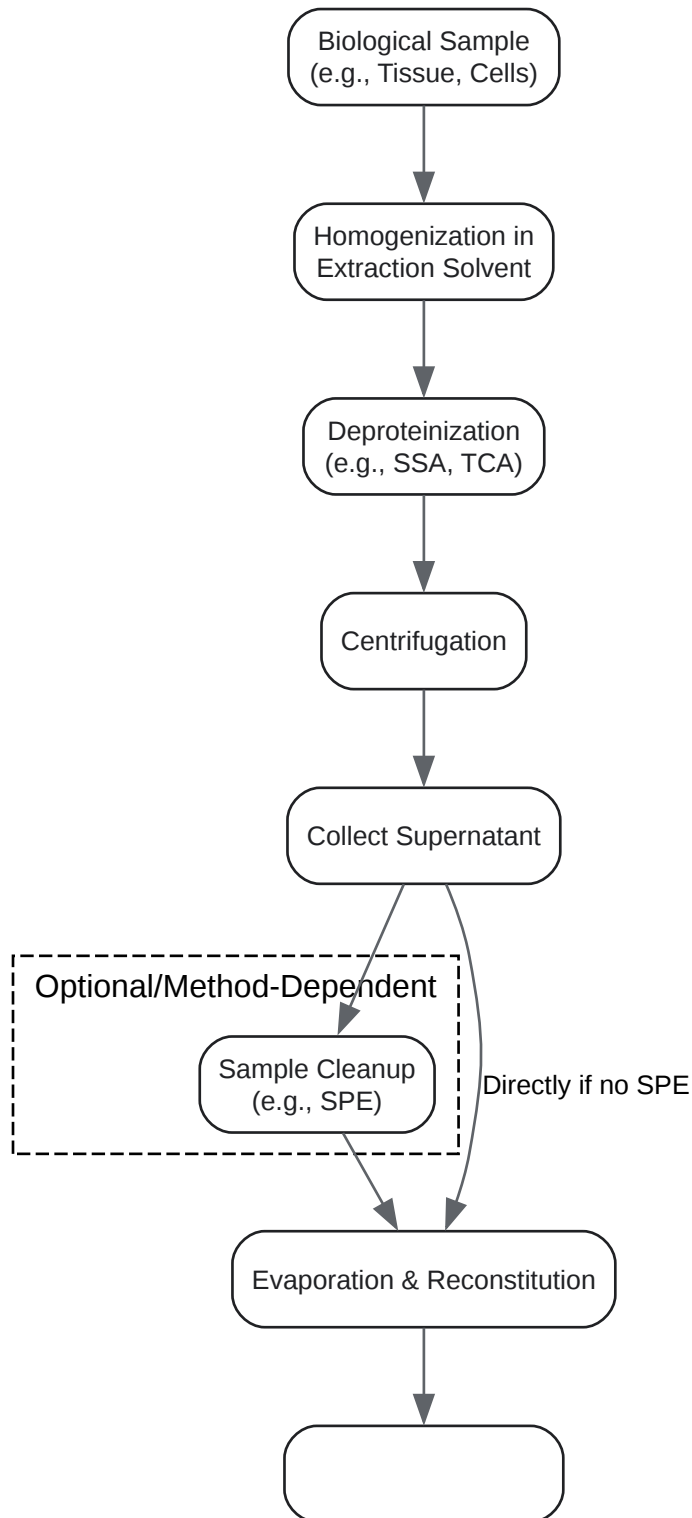 Biological Sample
(e.g., Tissue, Cells)
Homogenization in
Extraction Solvent
Deproteinization
(e.g., SSA, TCA)
Centrifugation
Collect Supernatant
Optional/Method-Dependent
Sample Cleanup
(e.g., SPE)
Directly if no SPE
Evaporation & Reconstitution